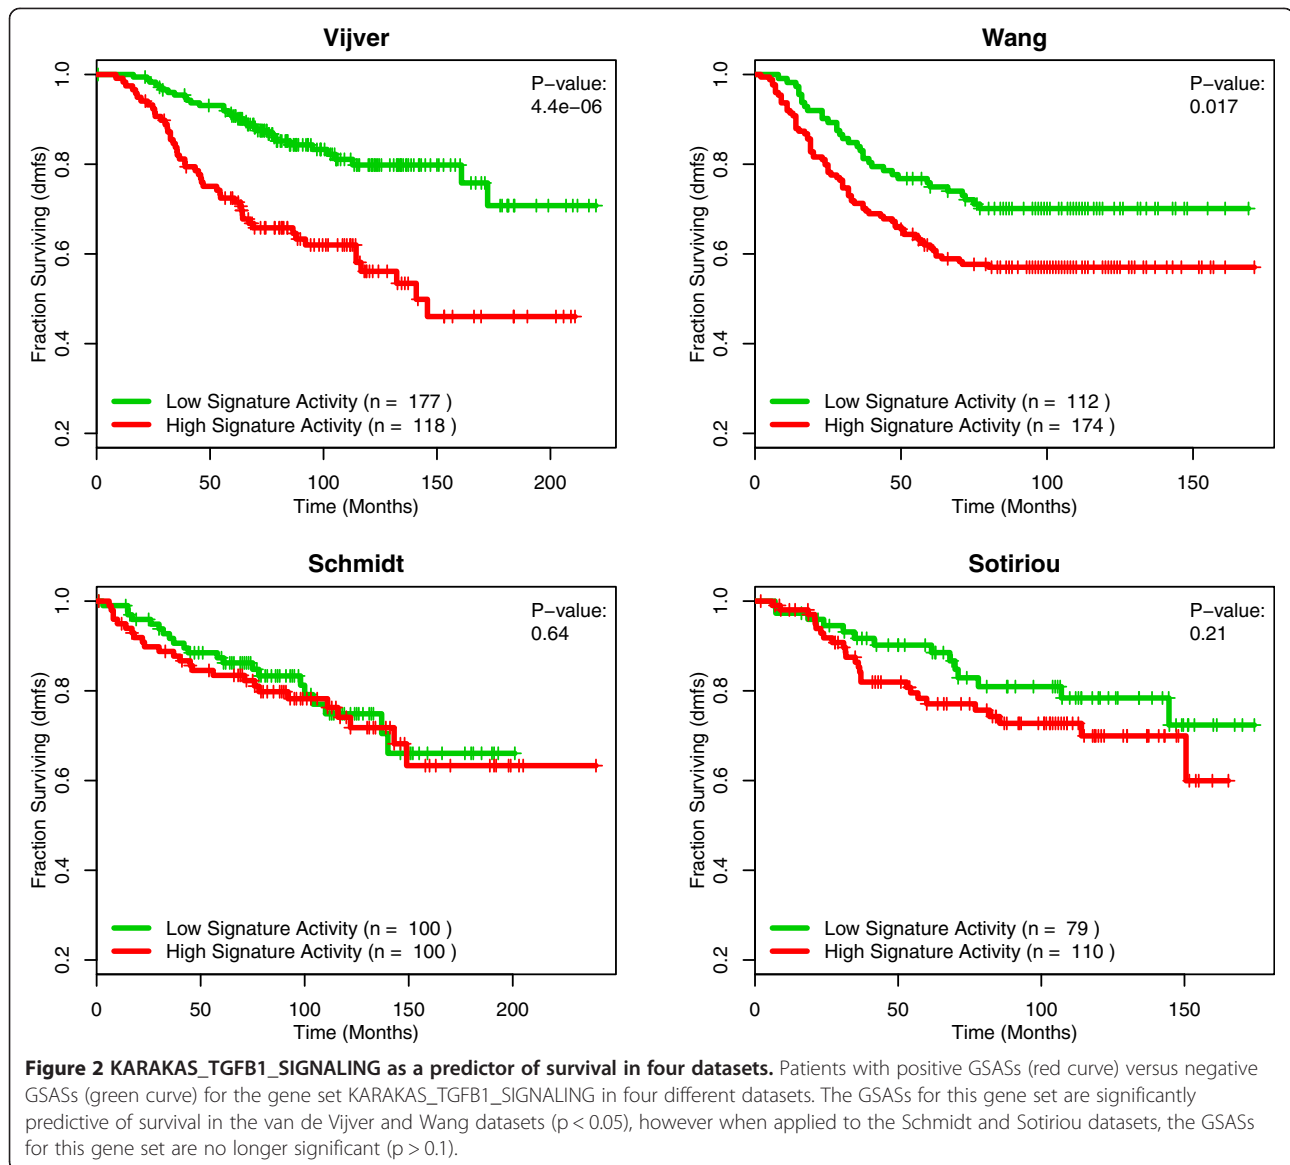 Vijver
P-value:
4.4e-06
Fraction Surviving (dmfs)
1.0
0.8
0.6
0.4
0.2
Low Signature Activity (n = 177 )
High Signature Activity (n = 118 )
0 50 100 150 200
Time (Months)
Wang
P-value:
0.017
Fraction Surviving (dmfs)
1.0
0.8
0.6
0.4
0.2
Low Signature Activity (n = 112 )
High Signature Activity (n = 174 )
0 50 100 150
Time (Months)
Schmidt
P-value:
0.64
Fraction Surviving (dmfs)
1.0
0.8
0.6
0.4
0.2
Low Signature Activity (n = 100 )
High Signature Activity (n = 100 )
0 50 100 150 200
Time (Months)
Sotiriou
P-value:
0.21
Fraction Surviving (dmfs)
1.0
0.8
0.6
0.4
0.2
Low Signature Activity (n = 79 )
High Signature Activity (n = 110 )
0 50 100 150
Time (Months)
Figure 2 KARAKAS_TGFB1_SIGNALING as a predictor of survival in four datasets. Patients with positive GSASs (red curve) versus negative
GSASs (green curve) for the gene set KARAKAS_TGFB1_SIGNALING in four different datasets. The GSASs for this gene set are significantly
predictive of survival in the van de Vijver and Wang datasets (p < 0.05), however when applied to the Schmidt and Sotiriou datasets, the GSASs
for this gene set are no longer significant (p > 0.1).